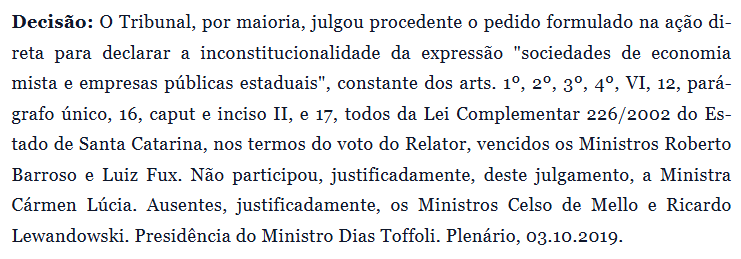 Decisão: O Tribunal, por maioria, julgou procedente o pedido formulado na ação di-
reta para declarar a inconstitucionalidade da expressão "sociedades de economia
mista e empresas públicas estaduais", constante dos arts. 1º, 2º, 3º, 4º, VI, 12, pará-
grafo único, 16, caput e inciso II, e 17, todos da Lei Complementar 226/2002 do Es-
tado de Santa Catarina, nos termos do voto do Relator, vencidos os Ministros Roberto
Barroso e Luiz Fux. Não participou, justificadamente, deste julgamento, a Ministra
Cármen Lúcia. Ausentes, justificadamente, os Ministros Celso de Mello e Ricardo
Lewandowski. Presidência do Ministro Dias Toffoli. Plenário, 03.10.2019.